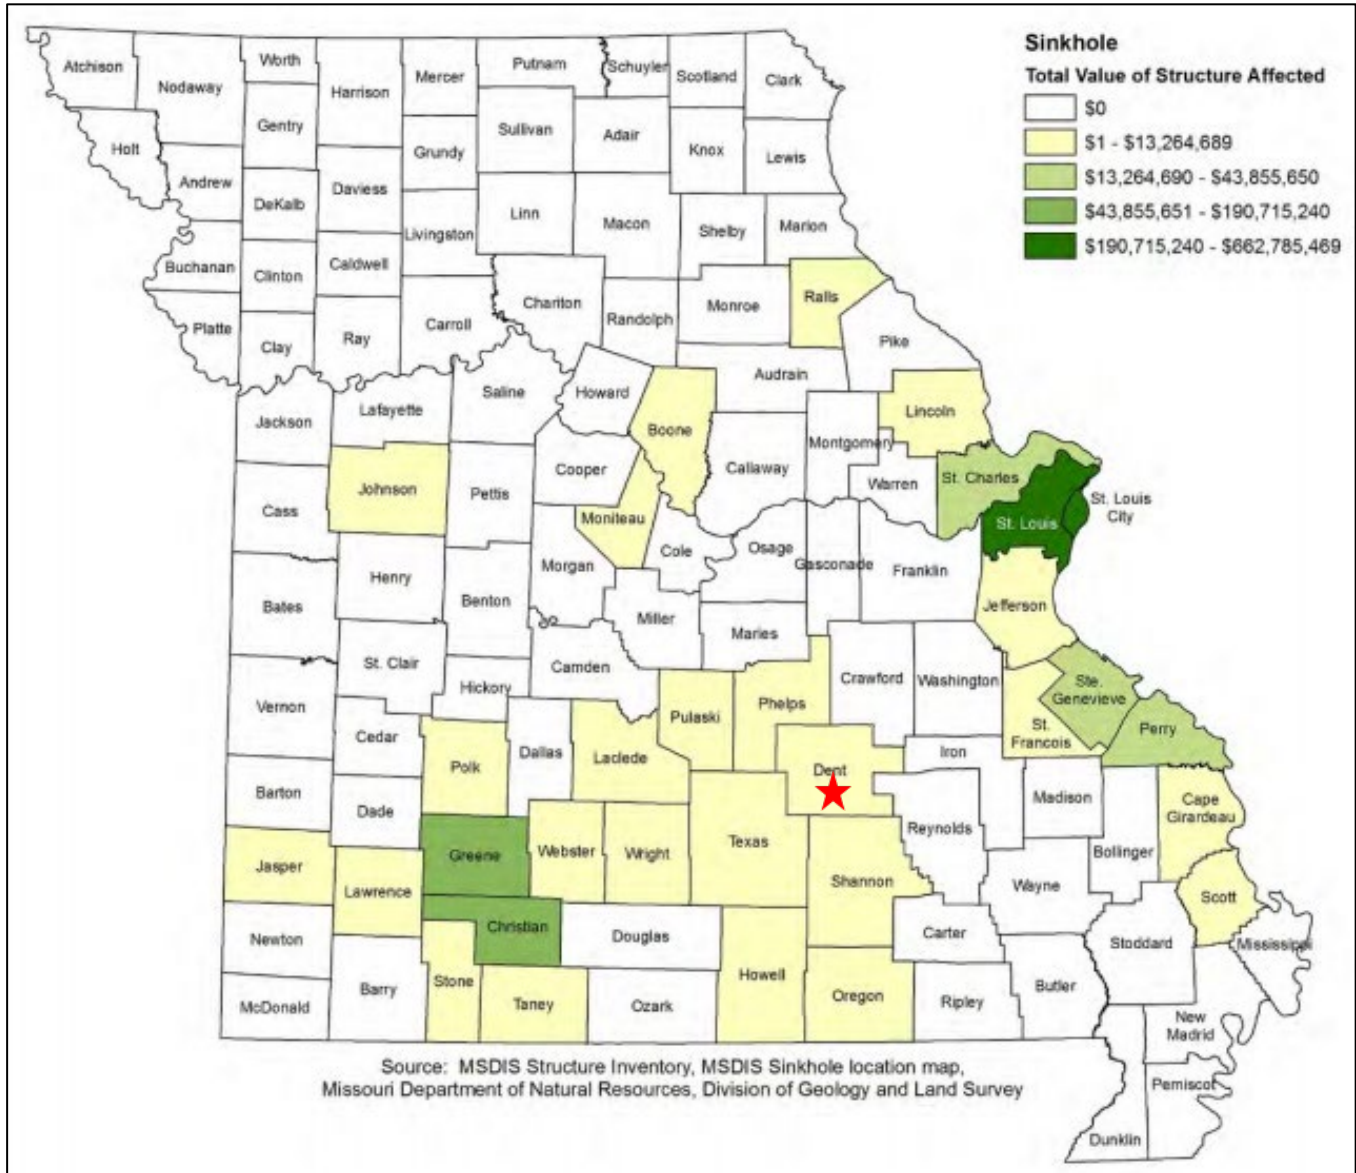 Sinkhole
Total Value of Structure Affected
$0
$1 - $13,264,689
$13,264,690 - $43,855,650
$43,855,651 - $190,715,240
$190,715,240 - $662,785,469
Atchison
Nodaway
Worth
Harrison
Mercer
Putnam
Schuyler
Scotland
Clark
Gentry
Sullivan
Adair
Knox
Lewis
Holt
Grundy
Andrew
DeKalb
Daviess
Livingston
Linn
Macon
Shelby
Marion
Buchanan
Clinton
Caldwell
Chariton
Monroe
Ralls
Platte
Clay
Ray
Carroll
Randolph
Pike
Audrain
Jackson
Lafayette
Saline
Howard
Boone
Lincoln
Callaway
Montgomery
Cooper
Warren
St. Charles
Johnson
Pettis
Cass
Moniteau
St. Louis
St. Louis
City
Cole
Osage
Gasconade
Franklin
Morgan
Henry
Benton
Bates
Miller
Maries
Jefferson
St. Clair
Camden
Hickory
Crawford
Washington
Ste.
Genevieve
Vernon
Pulaski
Phelps
St.
Francois
Perry
Cedar
Dallas
Laclede
Polk
Iron
Dent
Barton
Dade
Madison
Cape
Girardeau
Reynolds
Jasper
Greene
Webster
Wright
Texas
Bollinger
Lawrence
Shannon
Wayne
Scott
Newton
Christian
Douglas
Carter
Stoddard
Mississippi
McDonald
Barry
Stone
Taney
Ozark
Howell
Oregon
Ripley
Butler
New
Madrid
Pemiscot
Dunklin
Source: MSDIS Structure Inventory, MSDIS Sinkhole location map,
Missouri Department of Natural Resources, Division of Geology and Land Survey